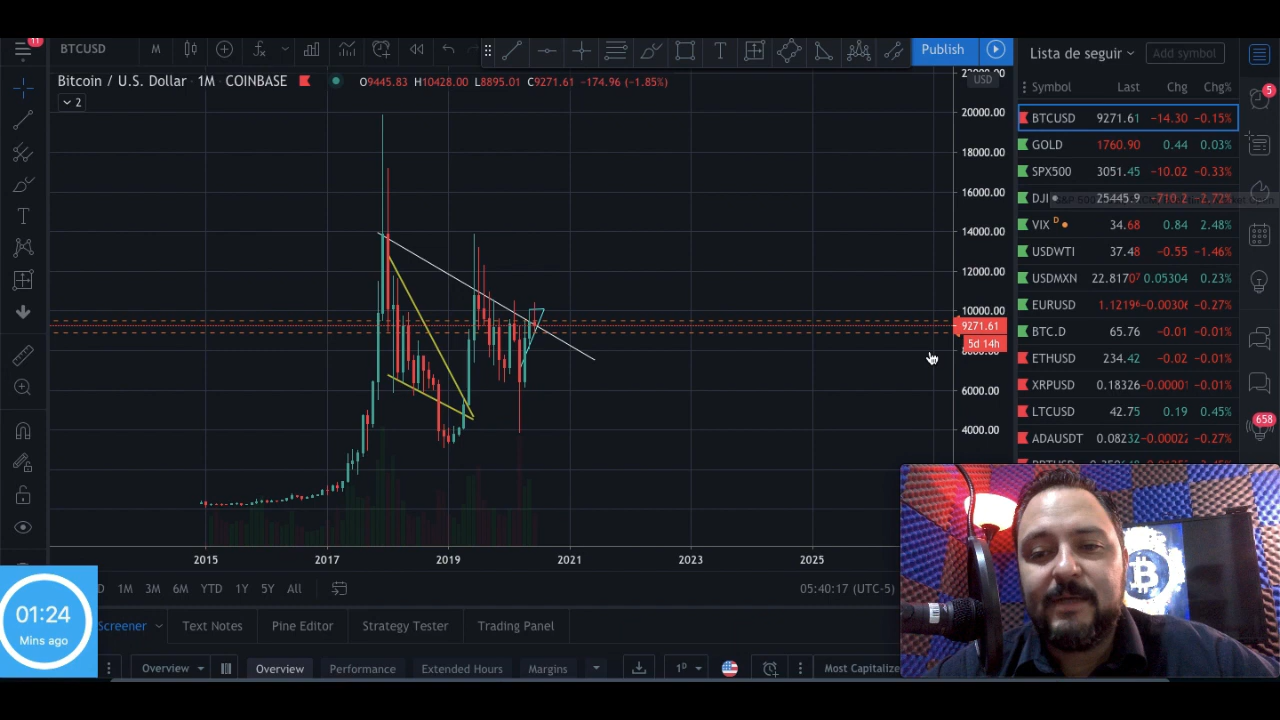 11
BTCUSD
M
Publish
Lista de seguir
Add symbol
Bitcoin / U.S. Dollar · 1M · COINBASE
O9445.83 H10428.00 L8895.01 C9271.61 −174.96 (−1.85%)
2
USD
20000.00
18000.00
16000.00
14000.00
12000.00
10000.00
9271.61
5d 14h
6000.00
4000.00
2015
2017
2019
2021
2023
2025
Symbol Last Chg Chg%
BTCUSD 9271.61 −14.30 −0.15%
GOLD 1760.90 0.44 0.03%
SPX500 3051.45 −10.02 −0.33%
DJI 25445.9 −710.2 −2.72%
VIX D 34.68 0.84 2.48%
USDWTI 37.48 −0.55 −1.46%
USDMXN 22.8170 0.05304 0.23%
EURUSD 1.1219 −0.00306 −0.27%
BTC.D 65.76 −0.01 −0.01%
ETHUSD 234.42 −0.02 −0.01%
XRPUSD 0.18326 −0.01%
LTCUSD 42.75 0.19 0.45%
ADAUSDT 0.08232 −0.27%
5
658
D 1M 3M 6M YTD 1Y 5Y All
05:40:17 (UTC-5)
01:24
Mins ago
Screener Text Notes Pine Editor Strategy Tester Trading Panel
Overview Overview Performance Extended Hours Margins 1D Most Capitalize